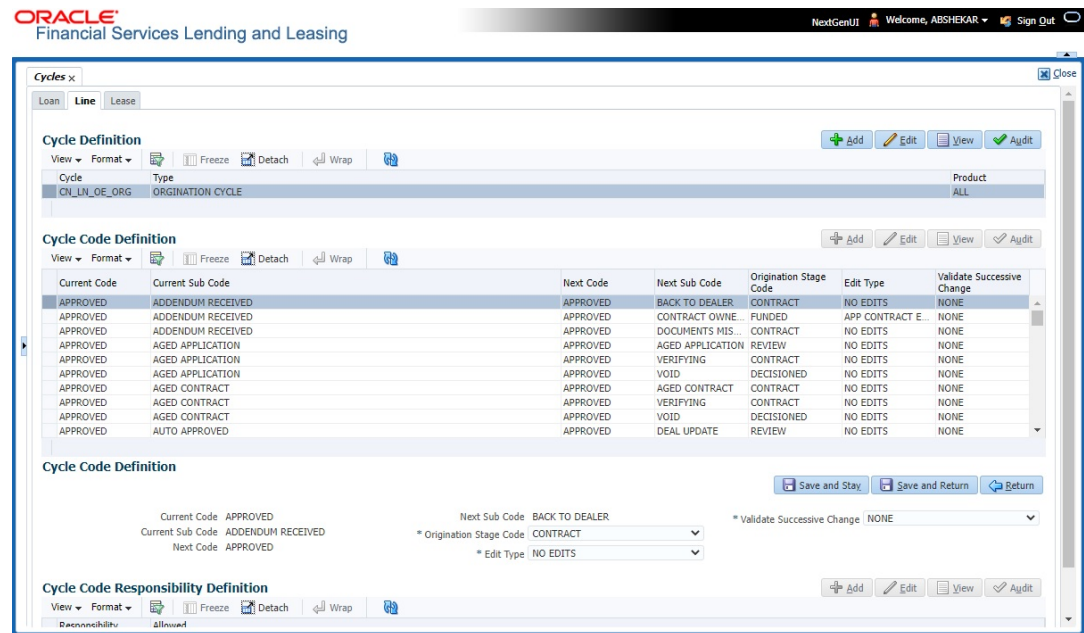 ORACLE
Financial Services Lending and Leasing
NextGenUI Welcome, ABSHEKAR Sign Out
Cycles x Close
Loan Line Lease
Cycle Definition Add Edit View Audit
View Format Freeze Detach Wrap
Cycle Type Product
CN_LN_OE_ORG ORGINATION CYCLE ALL
Cycle Code Definition Add Edit View Audit
View Format Freeze Detach Wrap
Current Code Current Sub Code Next Code Next Sub Code Origination Stage Code Edit Type Validate Successive Change
APPROVED ADDENDUM RECEIVED APPROVED BACK TO DEALER CONTRACT NO EDITS NONE
APPROVED ADDENDUM RECEIVED APPROVED CONTRACT OWNE... FUNDED APP CONTRACT E... NONE
APPROVED ADDENDUM RECEIVED APPROVED DOCUMENTS MIS... CONTRACT NO EDITS NONE
APPROVED AGED APPLICATION APPROVED AGED APPLICATION REVIEW NO EDITS NONE
APPROVED AGED APPLICATION APPROVED VERIFYING CONTRACT NO EDITS NONE
APPROVED AGED APPLICATION APPROVED VOID DECISIONED NO EDITS NONE
APPROVED AGED CONTRACT APPROVED AGED CONTRACT CONTRACT NO EDITS NONE
APPROVED AGED CONTRACT APPROVED VERIFYING CONTRACT NO EDITS NONE
APPROVED AGED CONTRACT APPROVED VOID DECISIONED NO EDITS NONE
APPROVED AUTO APPROVED APPROVED DEAL UPDATE REVIEW NO EDITS NONE
Cycle Code Definition
Save and Stay Save and Return Return
Current Code APPROVED Next Sub Code BACK TO DEALER * Validate Successive Change NONE
Current Sub Code ADDENDUM RECEIVED * Origination Stage Code CONTRACT
Next Code APPROVED * Edit Type NO EDITS
Cycle Code Responsibility Definition Add Edit View Audit
View Format Freeze Detach Wrap
Responsibility Allowed